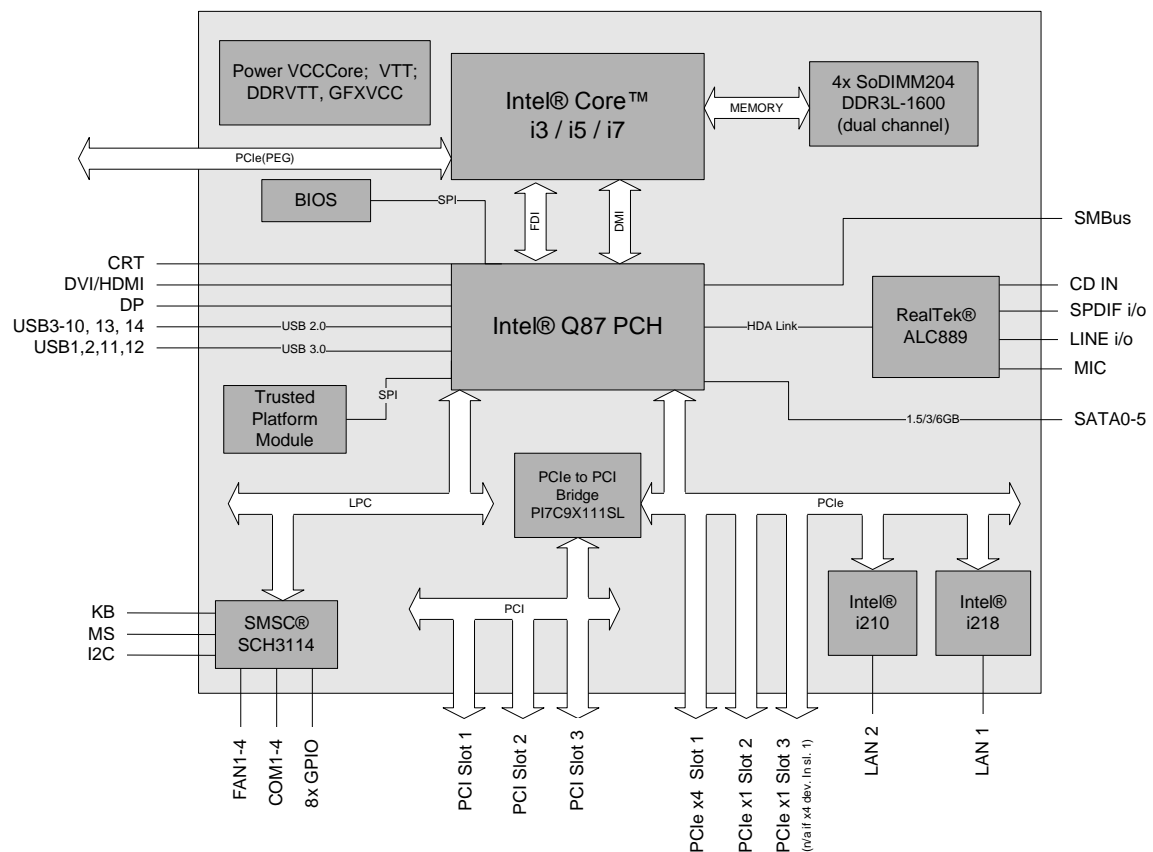 Power VCCCore; VTT;
DDRVTT, GFXVCC
Intel® Core™
i3 / i5 / i7
MEMORY
4x SoDIMM204
DDR3L-1600
(dual channel)
PCIe(PEG)
BIOS
SPI
FDI
DMI
SMBus
CRT
DVI/HDMI
DP
USB3-10, 13, 14
USB 2.0
USB1,2,11,12
USB 3.0
Intel® Q87 PCH
HDA Link
RealTek®
ALC889
CD IN
SPDIF i/o
LINE i/o
MIC
SPI
Trusted
Platform
Module
1.5/3/6GB
SATA0-5
LPC
PCIe to PCI
Bridge
PI7C9X111SL
PCIe
PCI
KB
MS
I2C
SMSC®
SCH3114
Intel®
i210
Intel®
i218
FAN1-4
COM1-4
8x GPIO
PCI Slot 1
PCI Slot 2
PCI Slot 3
PCIe x4 Slot 1
PCIe x1 Slot 2
PCIe x1 Slot 3
(n/a if x4 dev. In sl. 1)
LAN 2
LAN 1